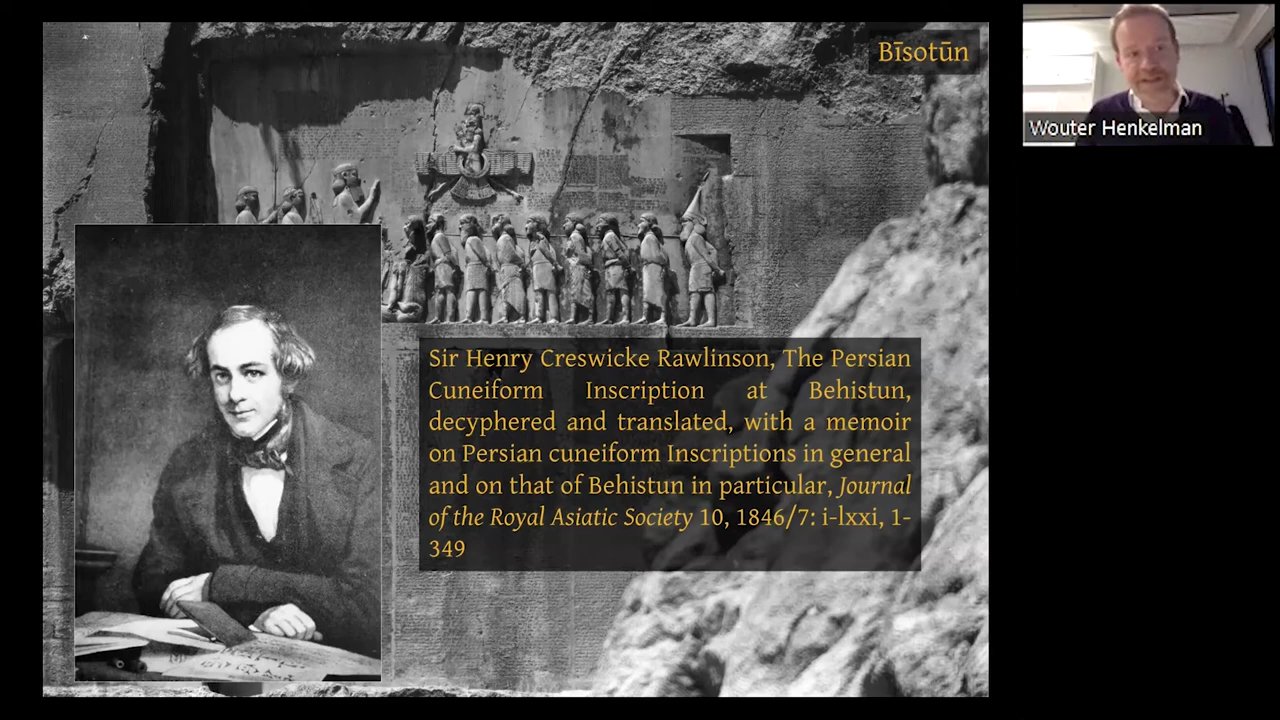 Bīsotūn
Wouter Henkelman
Sir Henry Creswicke Rawlinson, The Persian
Cuneiform Inscription at Behistun,
decyphered and translated, with a memoir
on Persian cuneiform Inscriptions in general
and on that of Behistun in particular, Journal
of the Royal Asiatic Society 10, 1846/7: i-lxxi, 1-
349